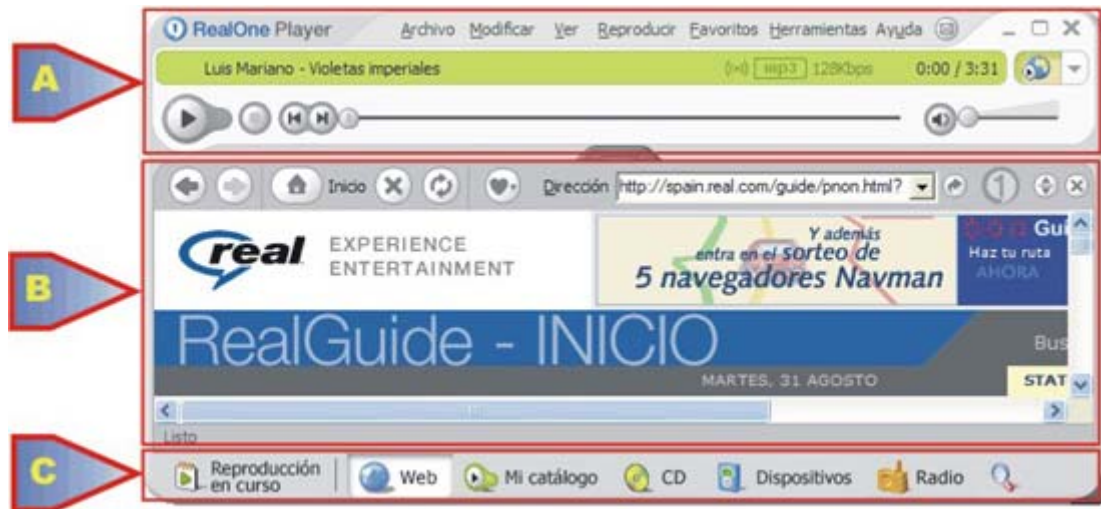 RealOne Player Archivo Modificar Ver Reproducir Favoritos Herramientas Ayuda
A
Luis Mariano - Violetas imperiales mp3 128Kbps 0:00 / 3:31
Inicio Dirección http://spain.real.com/guide/pnon.html? 1
real EXPERIENCE
ENTERTAINMENT
Y además
entra en el sorteo de
5 navegadores Navman
Gui
Haz tu ruta
AHORA
B
RealGuide - INICIO
Bus
MARTES, 31 AGOSTO
STAT
Listo
C
Reproducción
en curso
Web Mi catálogo CD Dispositivos Radio